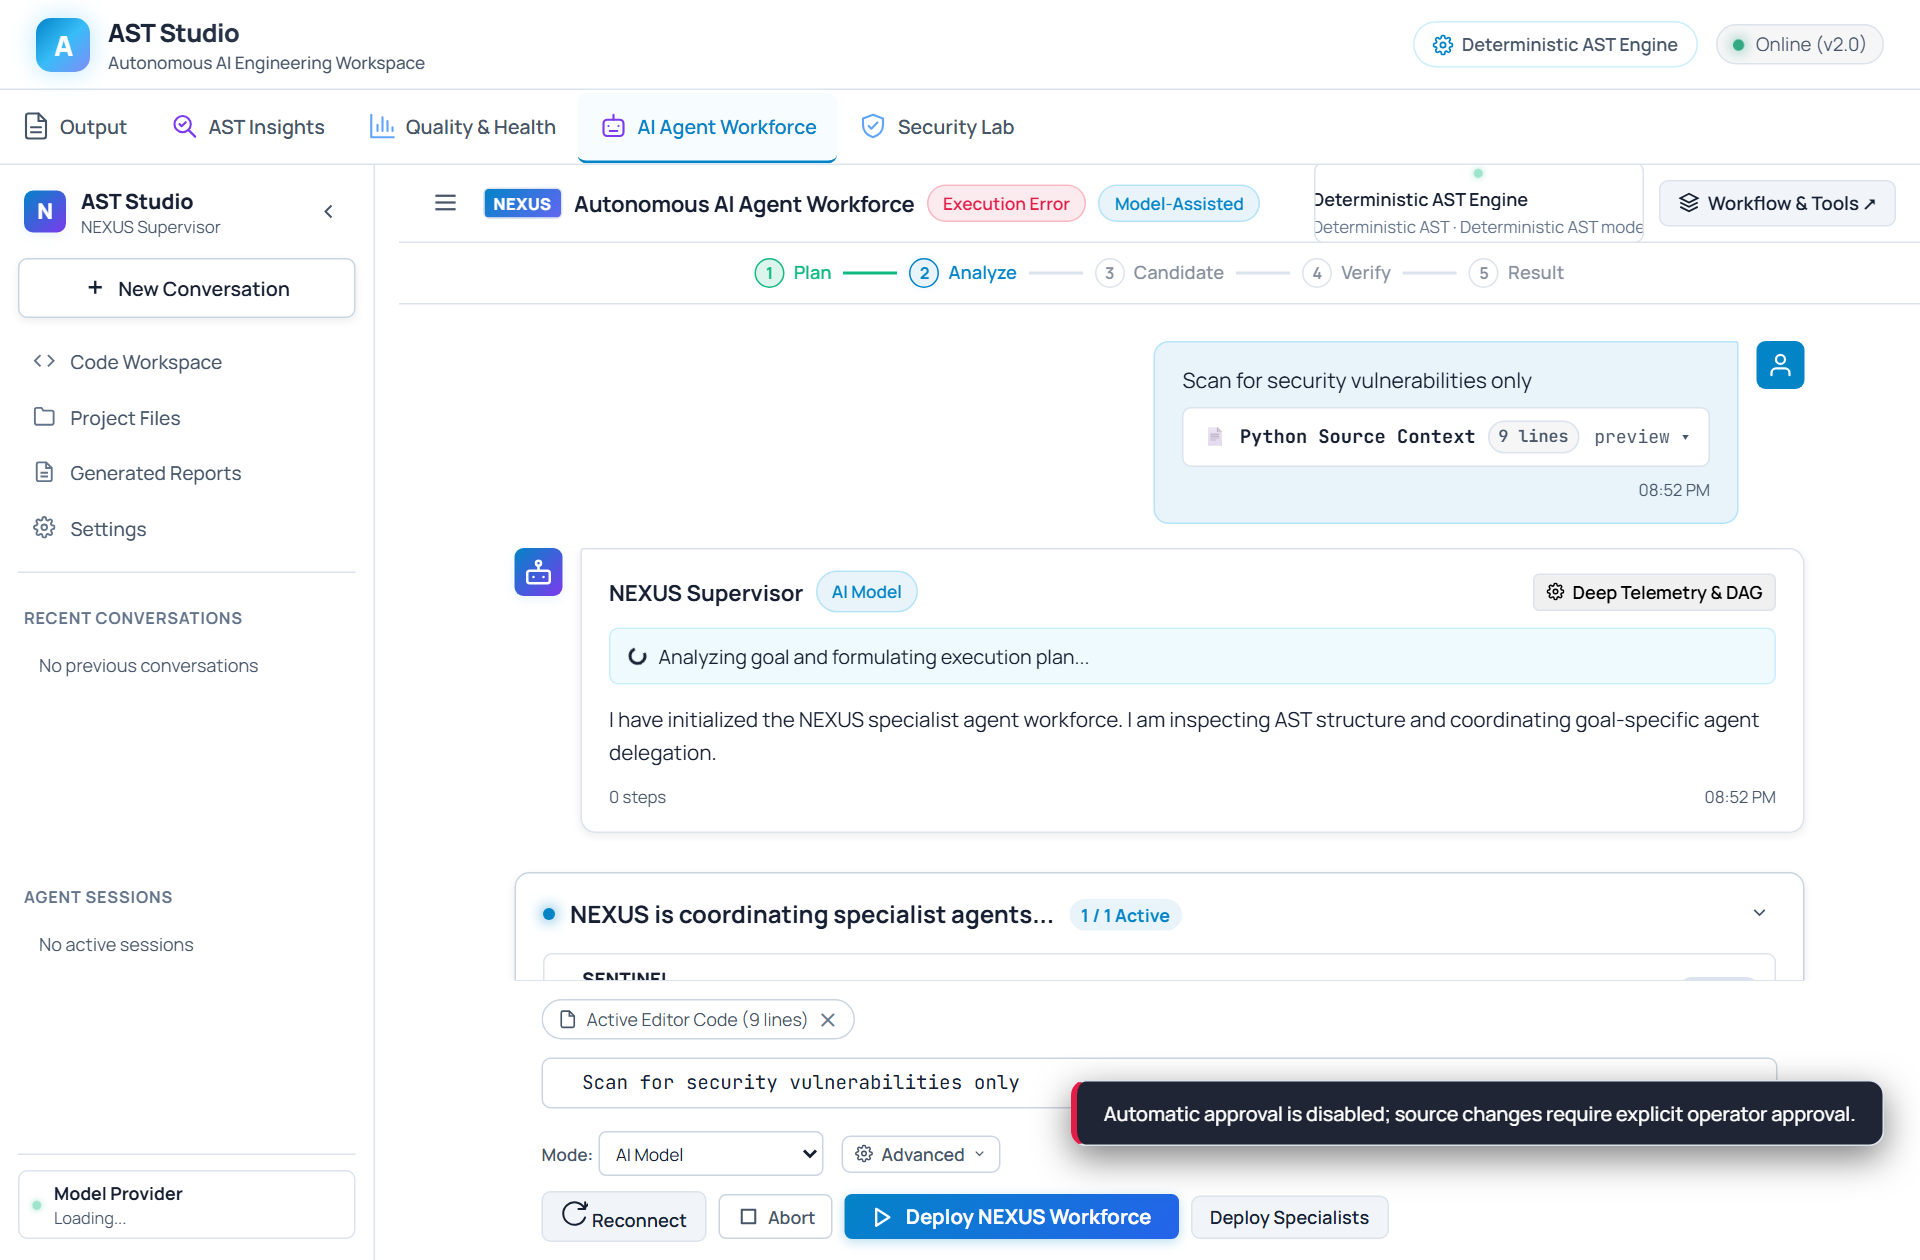 A
AST Studio
Autonomous AI Engineering Workspace
Deterministic AST Engine
Online (v2.0)
Output
AST Insights
Quality & Health
AI Agent Workforce
Security Lab
N
AST Studio
NEXUS Supervisor
New Conversation
Code Workspace
Project Files
Generated Reports
Settings
RECENT CONVERSATIONS
No previous conversations
AGENT SESSIONS
No active sessions
Model Provider
Loading...
NEXUS
Autonomous AI Agent Workforce
Execution Error
Model-Assisted
Deterministic AST Engine
Deterministic AST · Deterministic AST mode
Workflow & Tools ↗
1 Plan
2 Analyze
3 Candidate
4 Verify
5 Result
Scan for security vulnerabilities only
Python Source Context
9 lines
preview ▾
08:52 PM
NEXUS Supervisor
AI Model
Deep Telemetry & DAG
Analyzing goal and formulating execution plan...
I have initialized the NEXUS specialist agent workforce. I am inspecting AST structure and coordinating goal-specific agent
delegation.
0 steps
08:52 PM
NEXUS is coordinating specialist agents...
1 / 1 Active
SENTINEL
Active Editor Code (9 lines)
Scan for security vulnerabilities only
Automatic approval is disabled; source changes require explicit operator approval.
Mode:
AI Model
Advanced
Reconnect
Abort
Deploy NEXUS Workforce
Deploy Specialists